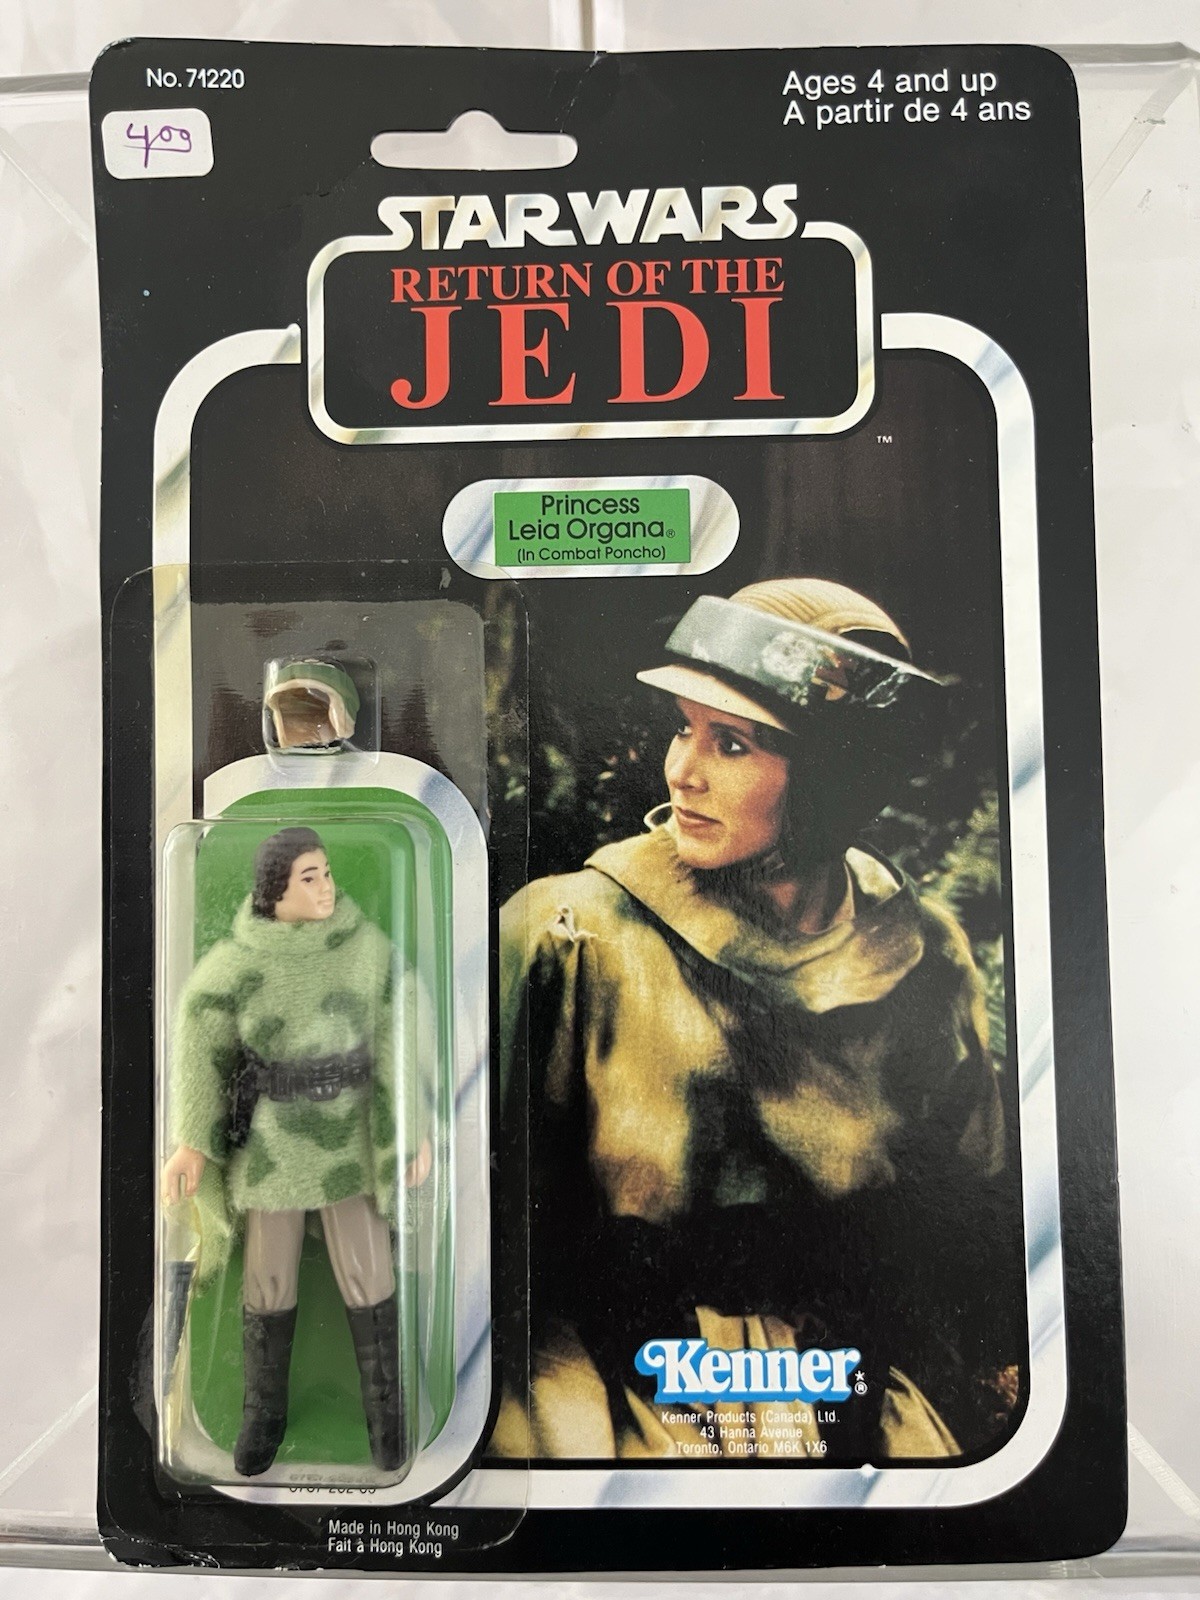 No. 71220
Ages 4 and up
A partir de 4 ans
STAR WARS
RETURN OF THE
JEDI
™
Princess
Leia Organa®
(In Combat Poncho)
Kenner*®
Kenner Products (Canada) Ltd.
43 Hanna Avenue
Toronto, Ontario M6K 1X6
Made in Hong Kong
Fait à Hong Kong